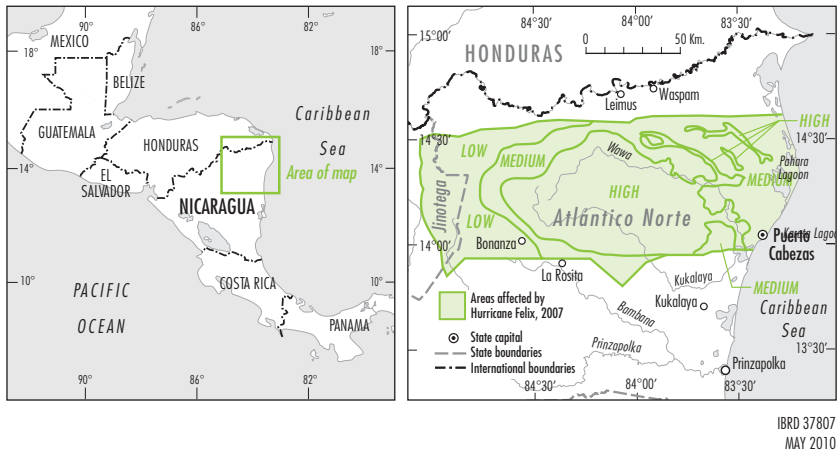 90°
86°
82°
18°
MEXICO
BELIZE
Caribbean
Sea
GUATEMALA
HONDURAS
Area of map
14°
14°
EL
SALVADOR
NICARAGUA
COSTA RICA
10°
10°
PACIFIC
OCEAN
PANAMA
90°
86°
82°
84°30'
84°00'
83°30'
15°00'
HONDURAS
0
50 Km.
Leimus
Waspam
14°30'
LOW
MEDIUM
Wawa
HIGH
14°30'
Pahara
Lagoon
MEDIUM
HIGH
Jinotega
LOW
Atlántico Norte
Bonanza
Puerto
Cabezas
14°00'
La Rosita
Kukalaya
MEDIUM
Areas affected by
Hurricane Felix, 2007
Kukalaya
Caribbean
Sea
Bambana
State capital
State boundaries
International boundaries
Prinzapolka
13°30'
Prinzapolka
84°30'
84°00'
83°30'
IBRD 37807
MAY 2010